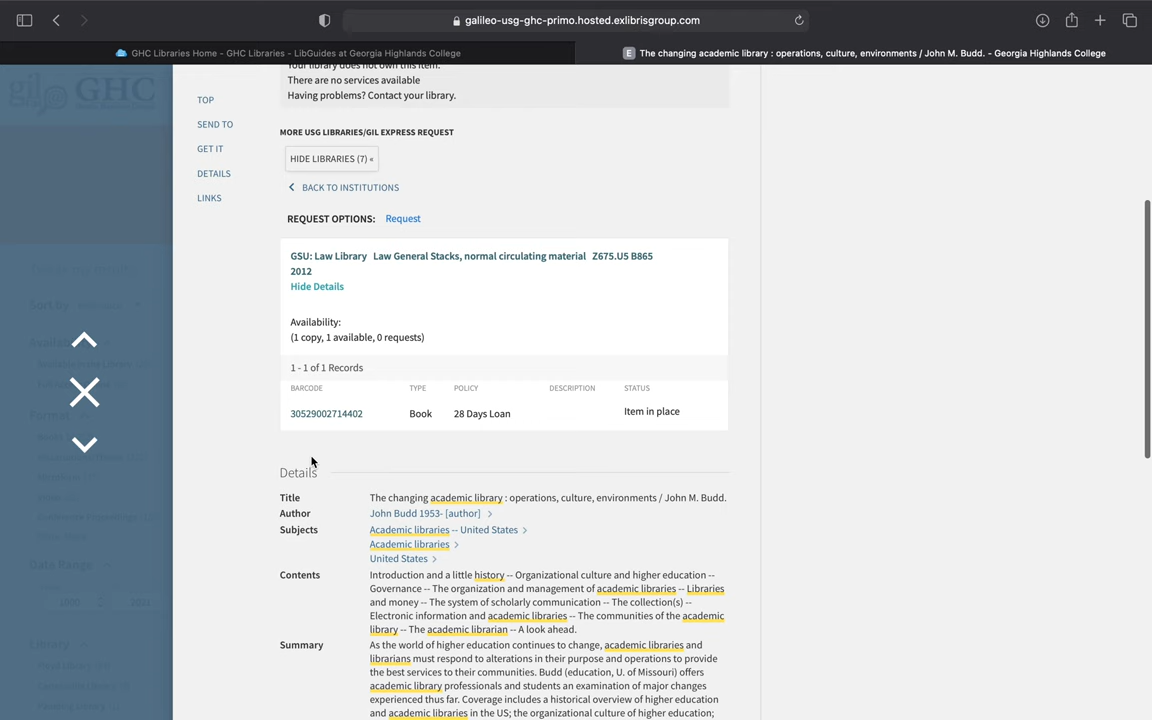 galileo-usg-ghc-primo.hosted.exlibrisgroup.com
GHC Libraries Home - GHC Libraries - LibGuides at Georgia Highlands College
E The changing academic library : operations, culture, environments / John M. Budd. - Georgia Highlands College
GHC
Your library does not own this item.
There are no services available
Having problems? Contact your library.
TOP
SEND TO
GET IT
DETAILS
LINKS
MORE USG LIBRARIES/GIL EXPRESS REQUEST
HIDE LIBRARIES (7) «
BACK TO INSTITUTIONS
REQUEST OPTIONS: Request
GSU: Law Library Law General Stacks, normal circulating material Z675.U5 B865
2012
Hide Details
Availability:
(1 copy, 1 available, 0 requests)
1 - 1 of 1 Records
BARCODE TYPE POLICY DESCRIPTION STATUS
30529002714402 Book 28 Days Loan Item in place
Details
Title The changing academic library : operations, culture, environments / John M. Budd.
Author John Budd 1953- [author] >
Subjects Academic libraries -- United States >
Academic libraries >
United States >
Contents Introduction and a little history -- Organizational culture and higher education --
Governance -- The organization and management of academic libraries -- Libraries
and money -- The system of scholarly communication -- The collection(s) --
Electronic information and academic libraries -- The communities of the academic
library -- The academic librarian -- A look ahead.
Summary As the world of higher education continues to change, academic libraries and
librarians must respond to alterations in their purpose and operations to provide
the best services to their communities. Budd (education, U. of Missouri) offers
academic library professionals and students an examination of major changes
experienced thus far. Coverage includes a historical overview of higher education
and academic libraries in the US; the organizational culture of higher education;
Sort by
Date Range
Library